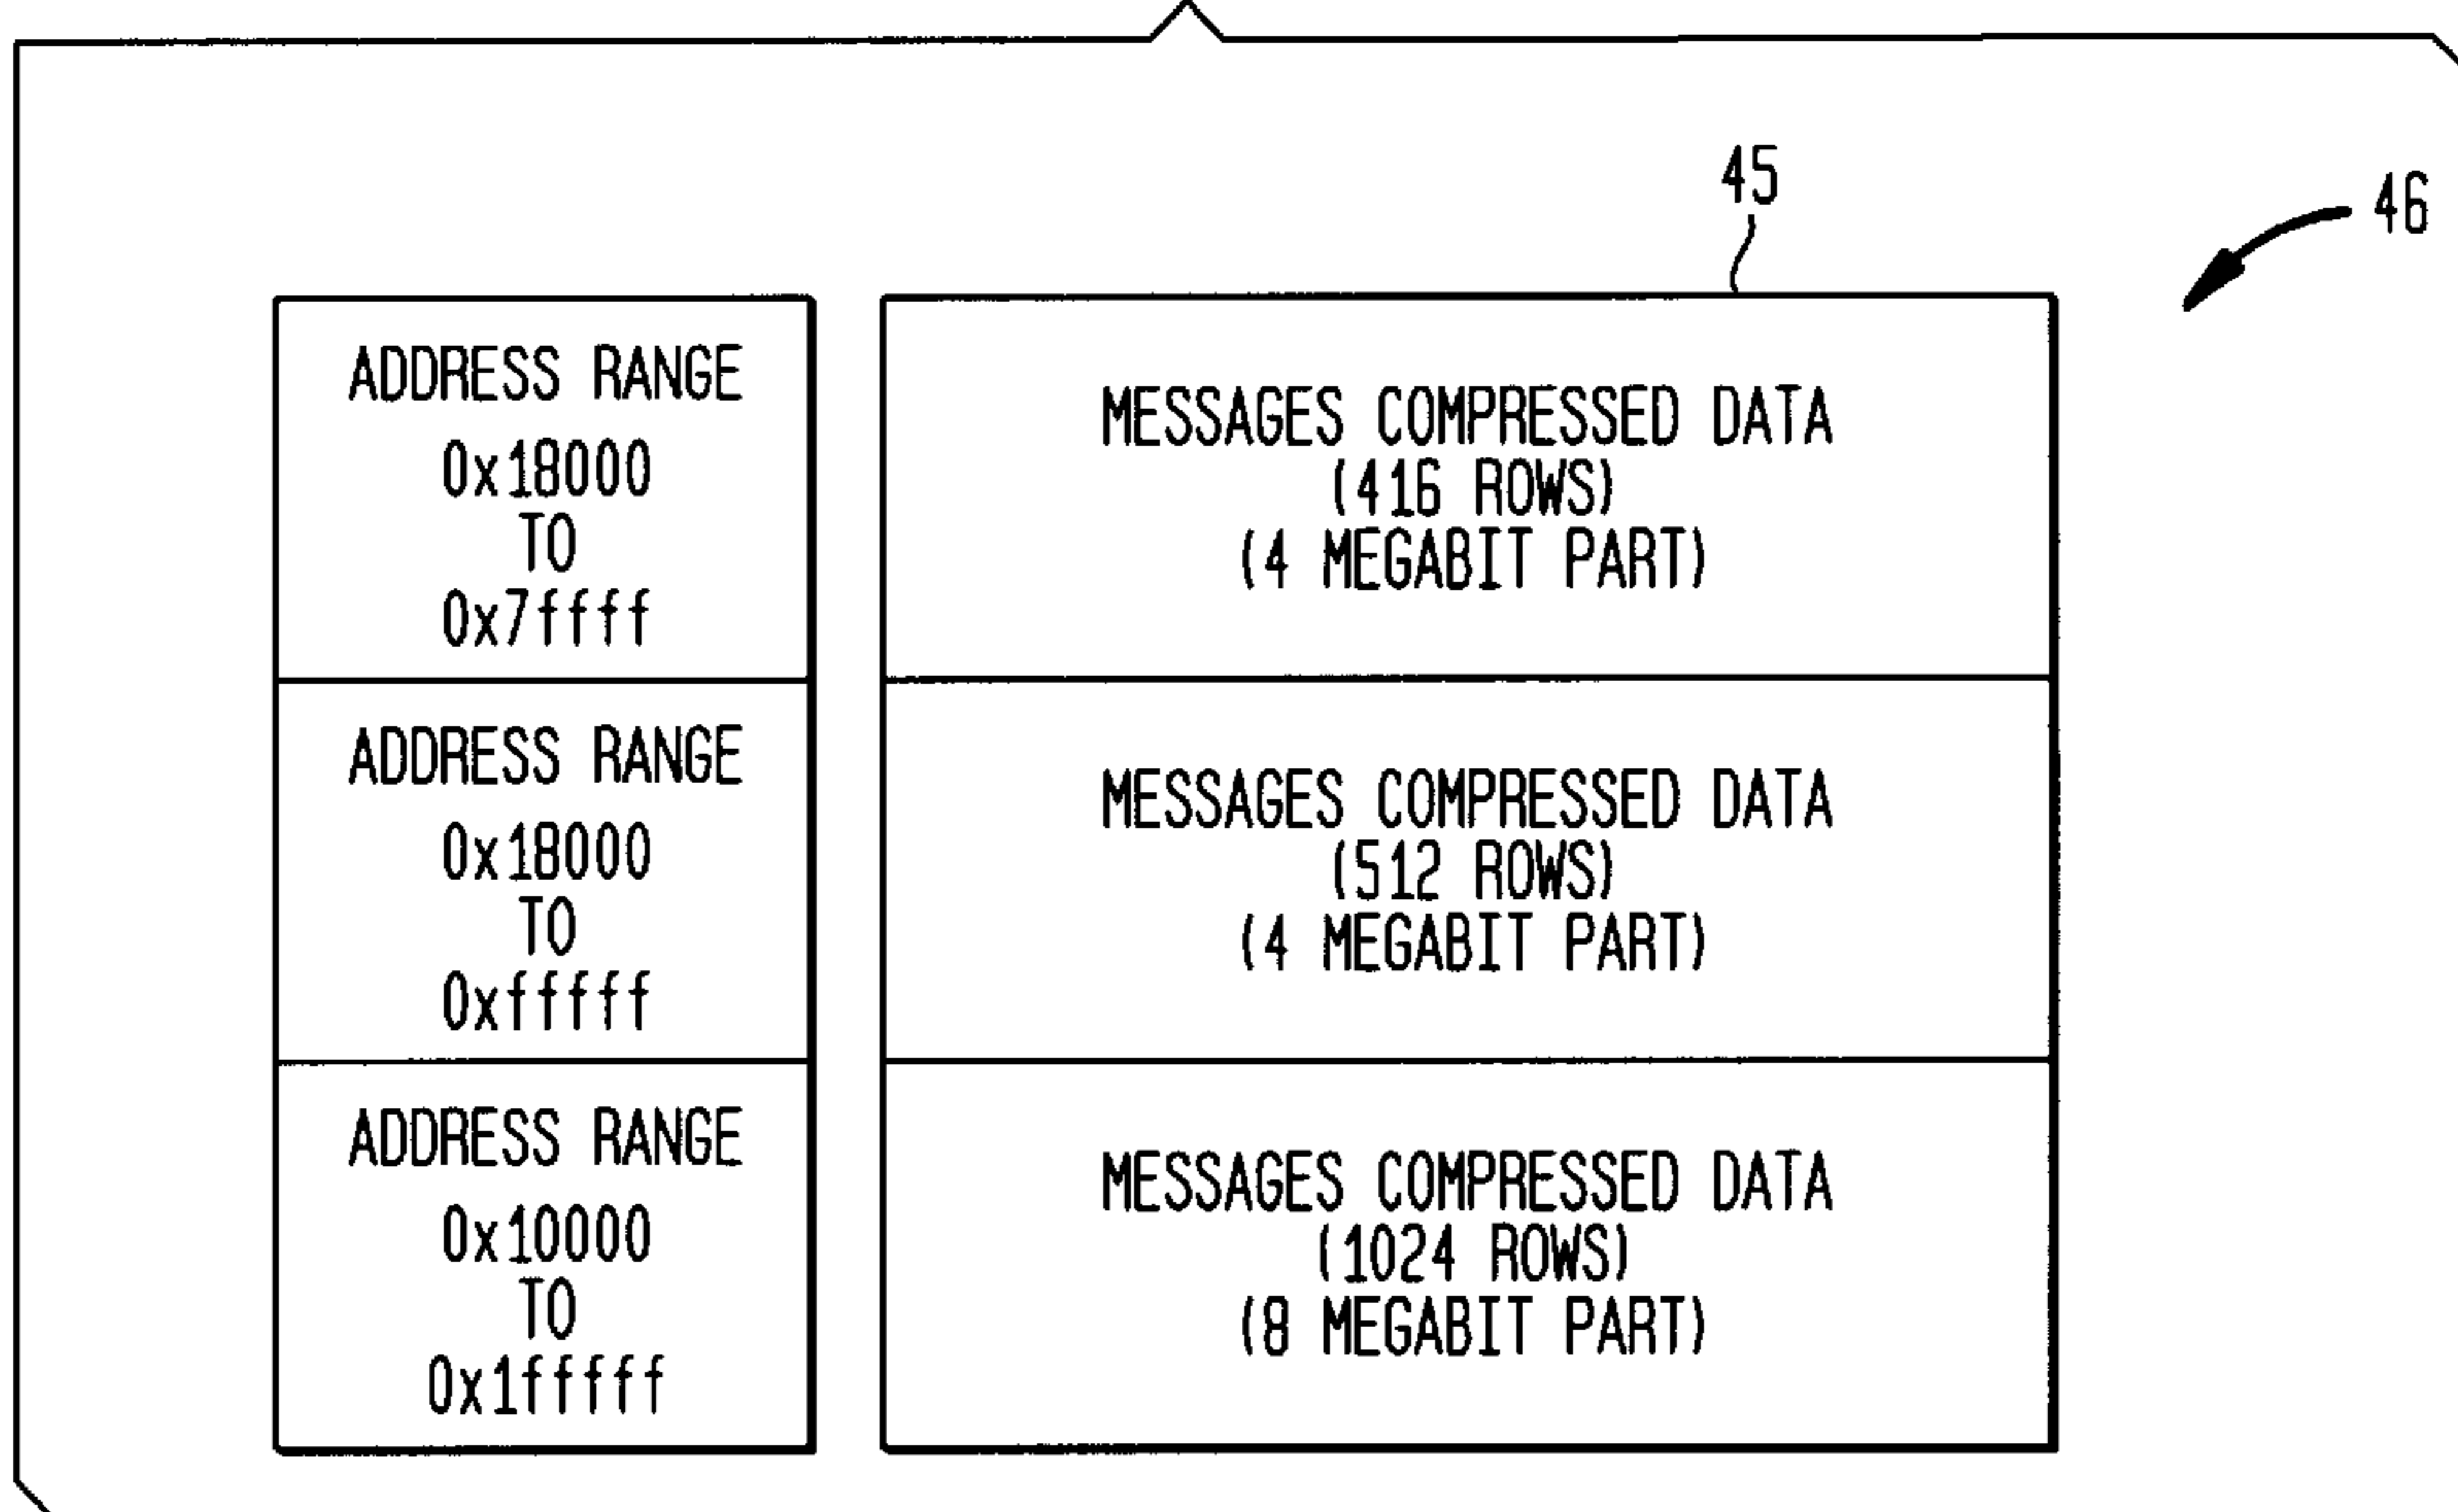 45
46
ADDRESS RANGE
0x18000
TO
0x7ffff
MESSAGES COMPRESSED DATA
(416 ROWS)
(4 MEGABIT PART)
ADDRESS RANGE
0x18000
TO
0xfffff
MESSAGES COMPRESSED DATA
(512 ROWS)
(4 MEGABIT PART)
ADDRESS RANGE
0x10000
TO
0x1fffff
MESSAGES COMPRESSED DATA
(1024 ROWS)
(8 MEGABIT PART)